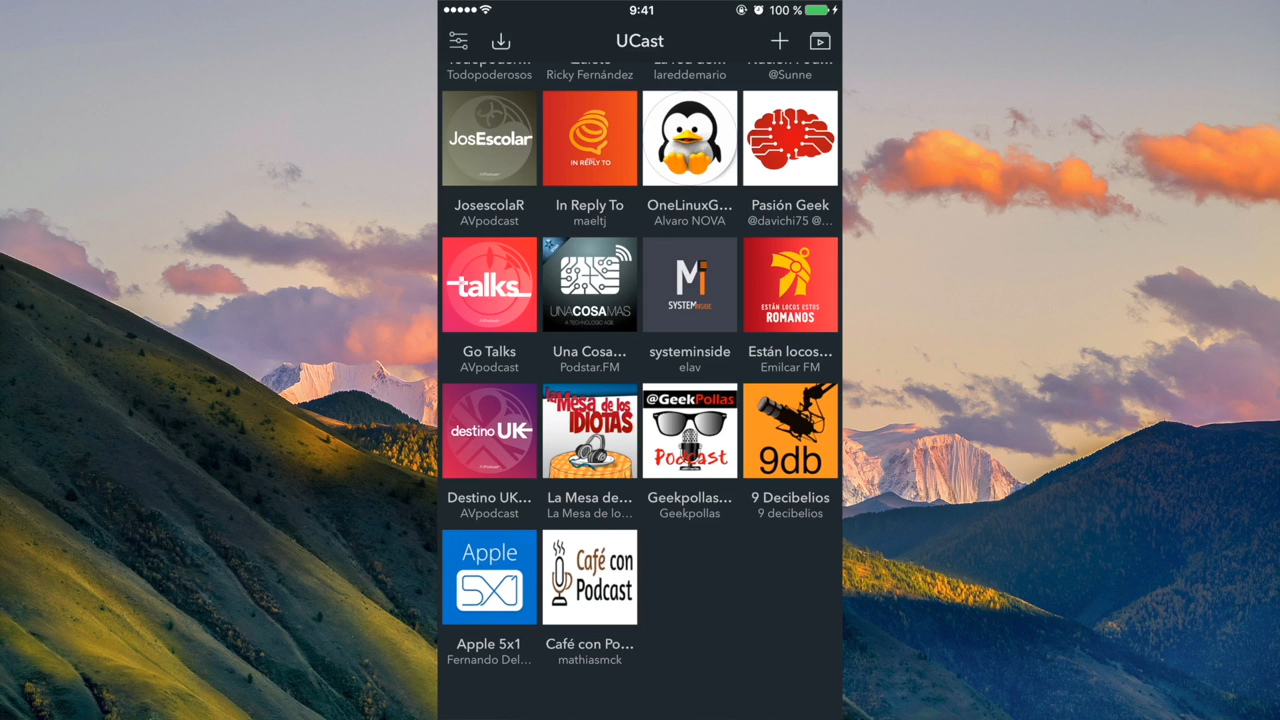 9:41
100 %
UCast
Todopoderosos
Ricky Fernández
lareddemario
@Sunne
JosEscolar
IN REPLY TO
JosescolaR
In Reply To
OneLinuxG...
Pasión Geek
AVpodcast
maeltj
Alvaro NOVA
@davichi75 @...
talks
UNACOSAMAS
A TECHNOLOGIC AGE
Mi
SYSTEMINSIDE
ESTÁN LOCOS ESTOS
ROMANOS
Go Talks
Una Cosa...
systeminside
Están locos...
AVpodcast
Podstar.FM
elav
Emilcar FM
destino UK
la Mesa de los
IDIOTAS
@GeekPollas
Podcast
9db
Destino UK...
La Mesa de...
Geekpollas...
9 Decibelios
AVpodcast
La Mesa de lo...
Geekpollas
9 decibelios
Apple
5X1
Café con
Podcast
Apple 5x1
Café con Po...
Fernando Del...
mathiasmck